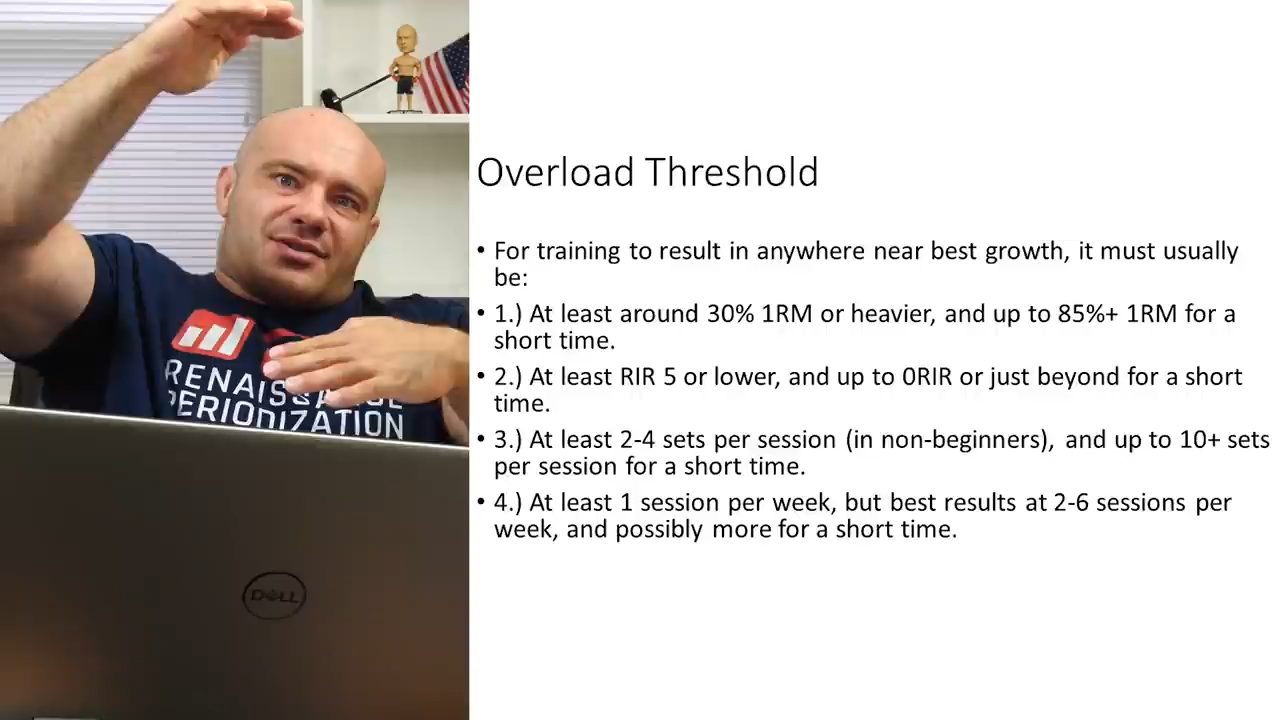 Overload Threshold
• For training to result in anywhere near best growth, it must usually
be:
• 1.) At least around 30% 1RM or heavier, and up to 85%+ 1RM for a
short time.
• 2.) At least RIR 5 or lower, and up to 0RIR or just beyond for a short
time.
• 3.) At least 2-4 sets per session (in non-beginners), and up to 10+ sets
per session for a short time.
• 4.) At least 1 session per week, but best results at 2-6 sessions per
week, and possibly more for a short time.
PERIODIZATION
DELL